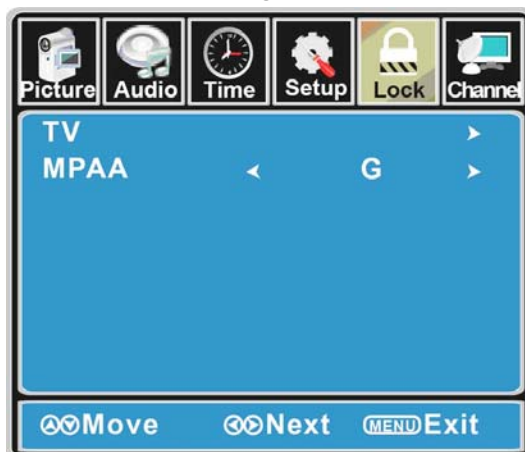 Picture Audio Time Setup Lock Channel
TV
MPAA G
Move Next MENU Exit